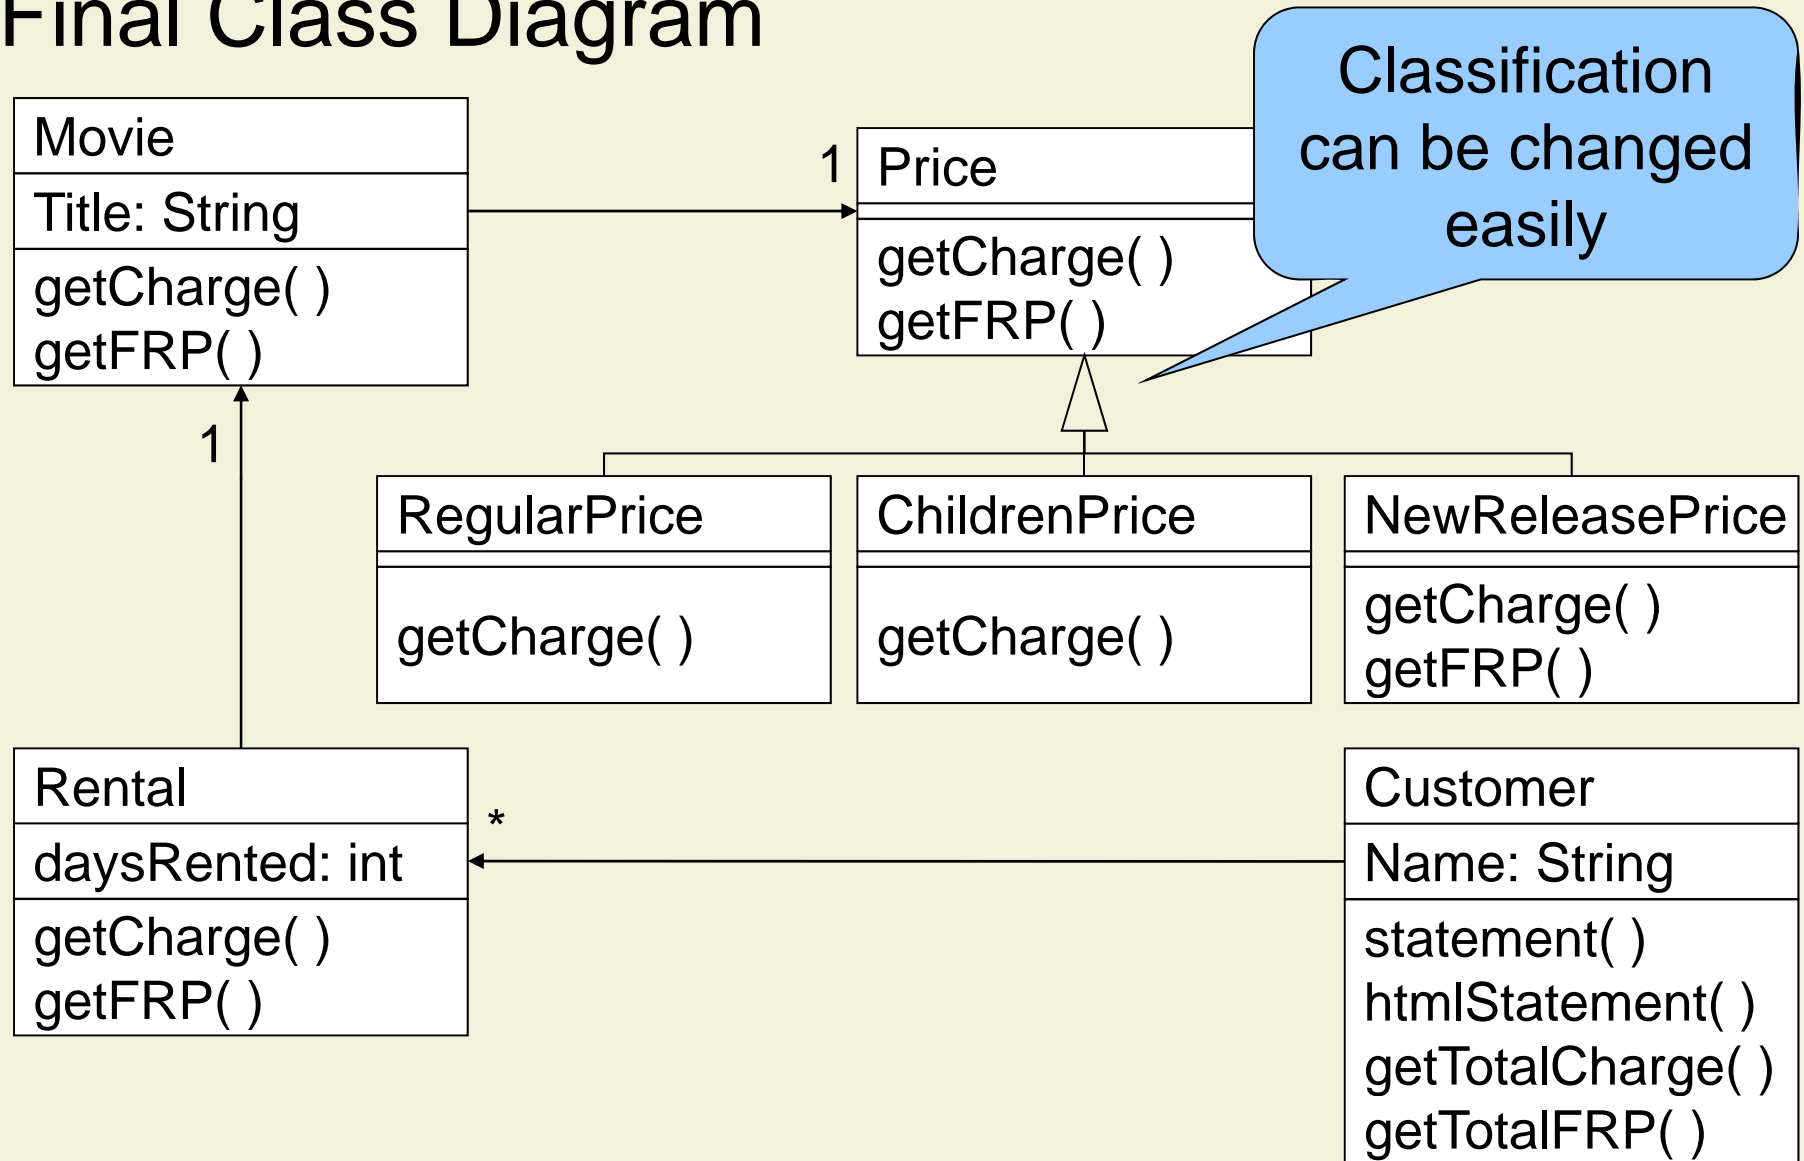 Final Class Diagram
Classification
can be changed
easily
Movie
Title: String
getCharge( )
getFRP( )
1
Price
getCharge( )
getFRP( )
1
RegularPrice
getCharge( )
ChildrenPrice
getCharge( )
NewReleasePrice
getCharge( )
getFRP( )
Rental
daysRented: int
getCharge( )
getFRP( )
*
Customer
Name: String
statement( )
htmlStatement( )
getTotalCharge( )
getTotalFRP( )